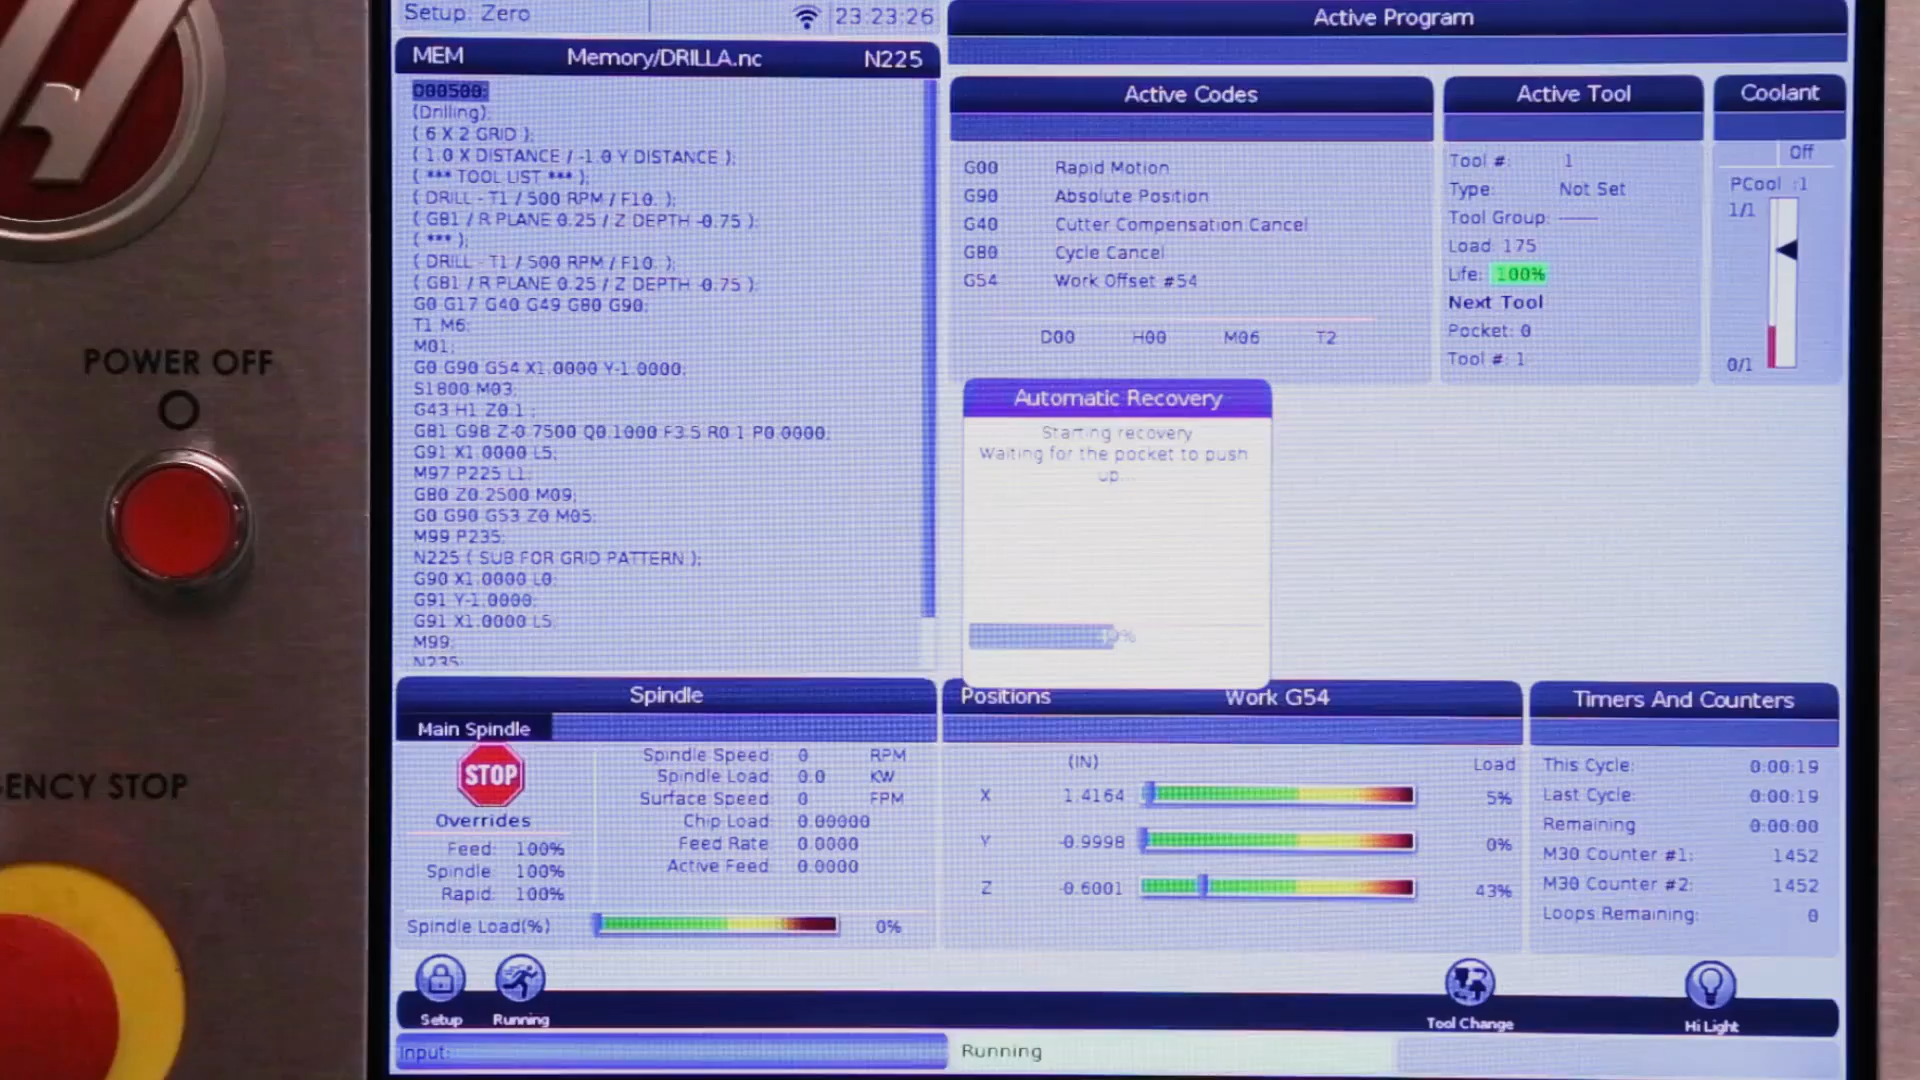 Setup: Zero
23:23:26
MEM Memory/DRILLA.nc N225
O00500;
(Drilling);
( 6 X 2 GRID );
( 1.0 X DISTANCE / -1.0 Y DISTANCE );
( *** TOOL LIST *** );
( DRILL - T1 / 500 RPM / F10. );
( G81 / R PLANE 0.25 / Z DEPTH -0.75 );
( *** );
( DRILL - T1 / 500 RPM / F10. );
( G81 / R PLANE 0.25 / Z DEPTH -0.75 );
G0 G17 G40 G49 G80 G90;
T1 M6;
M01;
G0 G90 G54 X1.0000 Y-1.0000;
S1800 M03;
G43 H1 Z0.1 ;
G81 G98 Z-0.7500 Q0.1000 F3.5 R0.1 P0.0000;
G91 X1.0000 L5;
M97 P225 L1;
G80 Z0.2500 M09;
G0 G90 G53 Z0 M05;
M99 P235;
N225 ( SUB FOR GRID PATTERN );
G90 X1.0000 L0;
G91 Y-1.0000;
G91 X1.0000 L5;
M99;
N235;
Active Program
Active Codes
G00 Rapid Motion
G90 Absolute Position
G40 Cutter Compensation Cancel
G80 Cycle Cancel
G54 Work Offset #54
D00 H00 M06 T2
Active Tool
Tool #: 1
Type: Not Set
Tool Group:
Load: 175
Life: 100%
Next Tool
Pocket: 0
Tool #: 1
Coolant
Off
PCool :1
1/1
0/1
Automatic Recovery
Starting recovery
Waiting for the pocket to push
up...
POWER OFF
GENCY STOP
Spindle
Main Spindle
STOP
Overrides
Feed: 100%
Spindle: 100%
Rapid: 100%
Spindle Speed: 0 RPM
Spindle Load: 0.0 KW
Surface Speed: 0 FPM
Chip Load: 0.00000
Feed Rate: 0.0000
Active Feed: 0.0000
Spindle Load(%) 0%
Positions Work G54
(IN) Load
X 1.4164 5%
Y -0.9998 0%
Z -0.6001 43%
Timers And Counters
This Cycle: 0:00:19
Last Cycle: 0:00:19
Remaining 0:00:00
M30 Counter #1: 1452
M30 Counter #2: 1452
Loops Remaining: 0
Setup Running Tool Change Hi Light
Input: Running